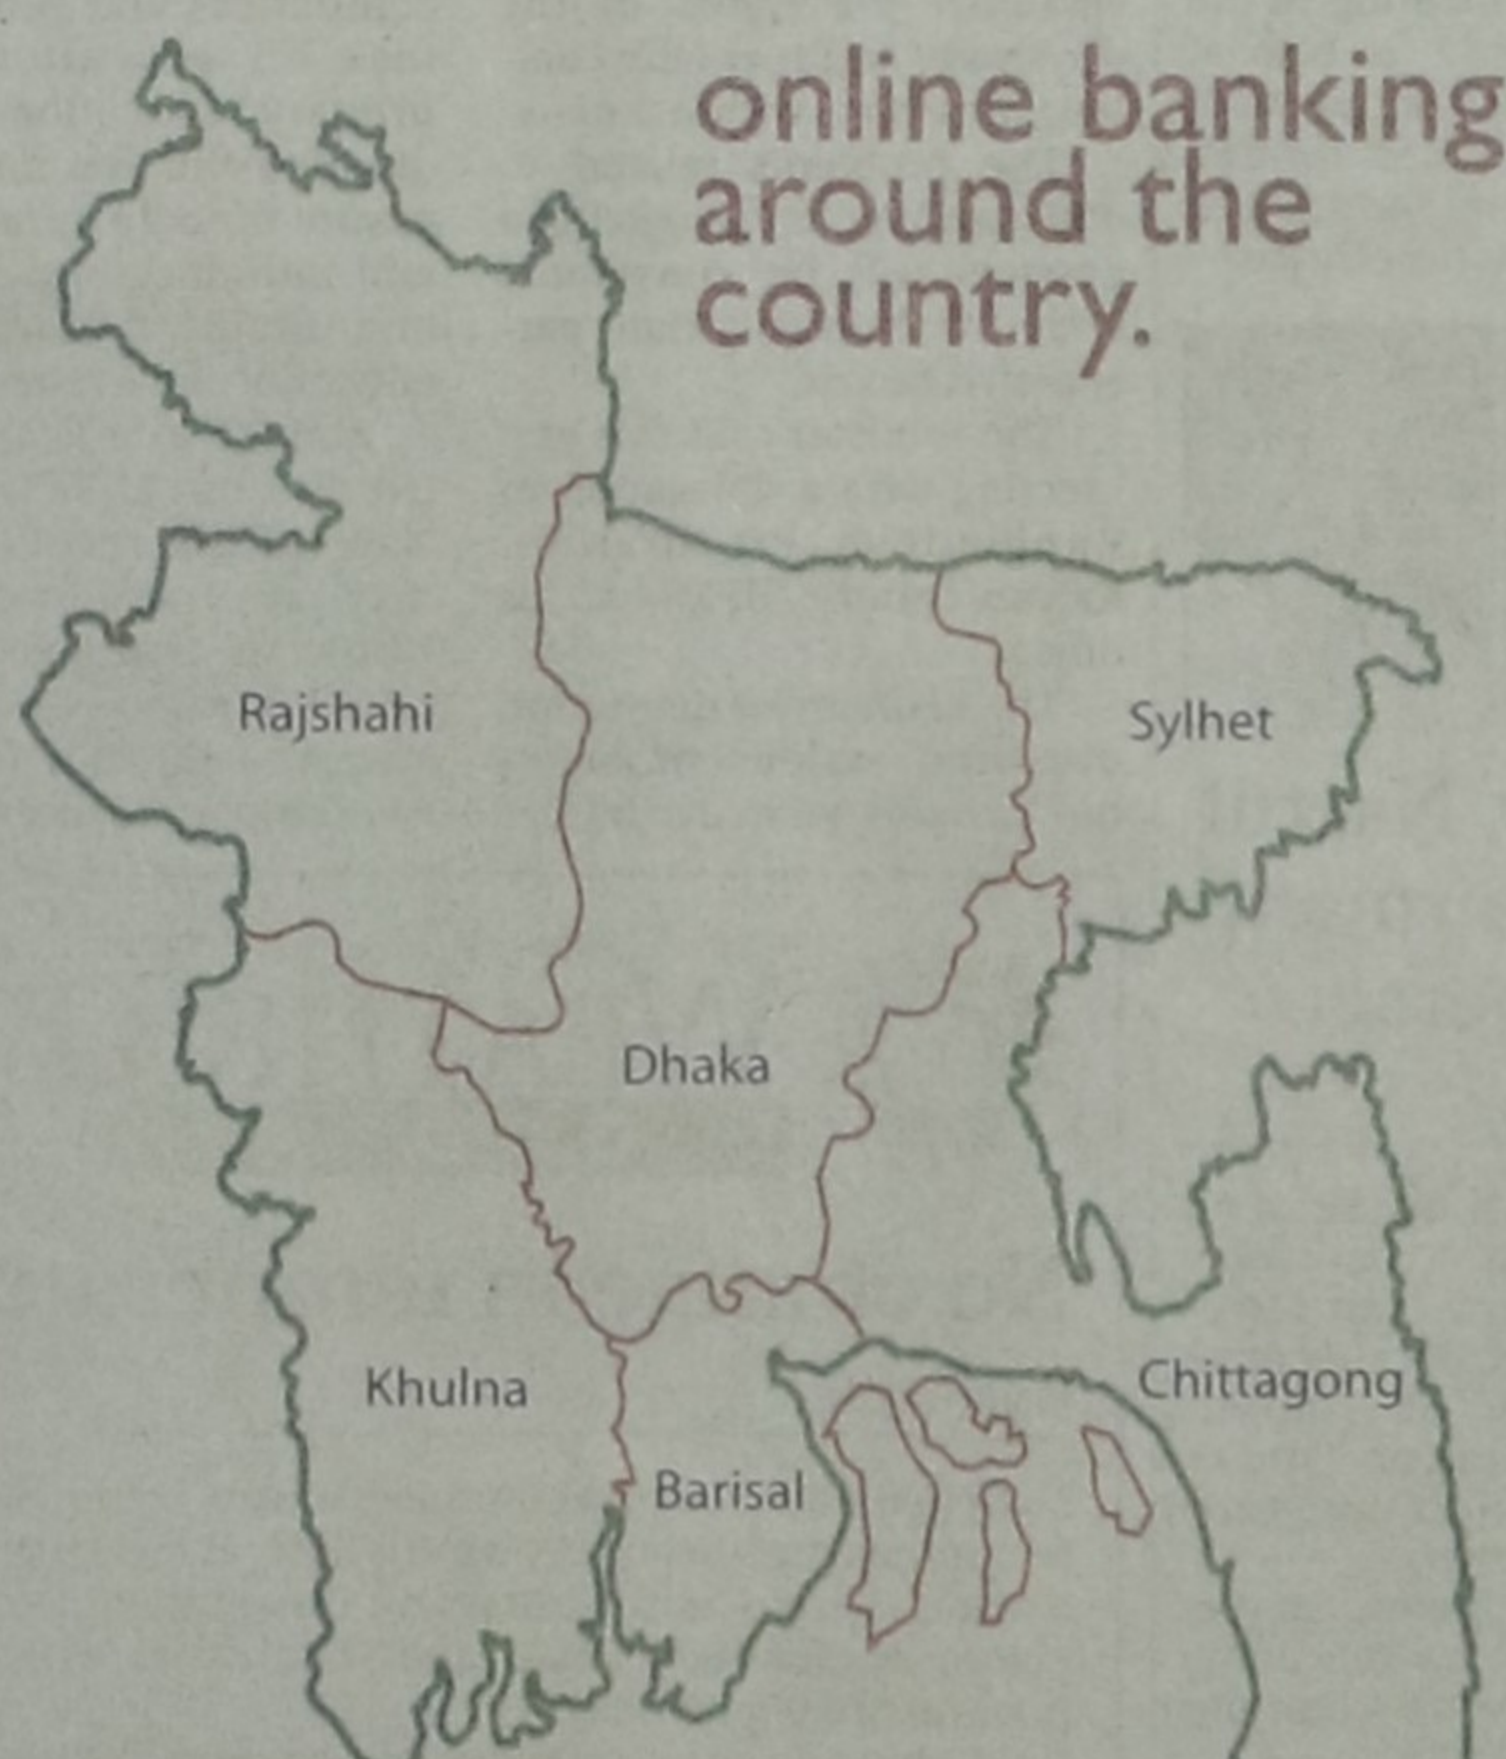 online banking
around the
country.
Rajshahi
Sylhet
Dhaka
Khulna
Chittagong
Barisal